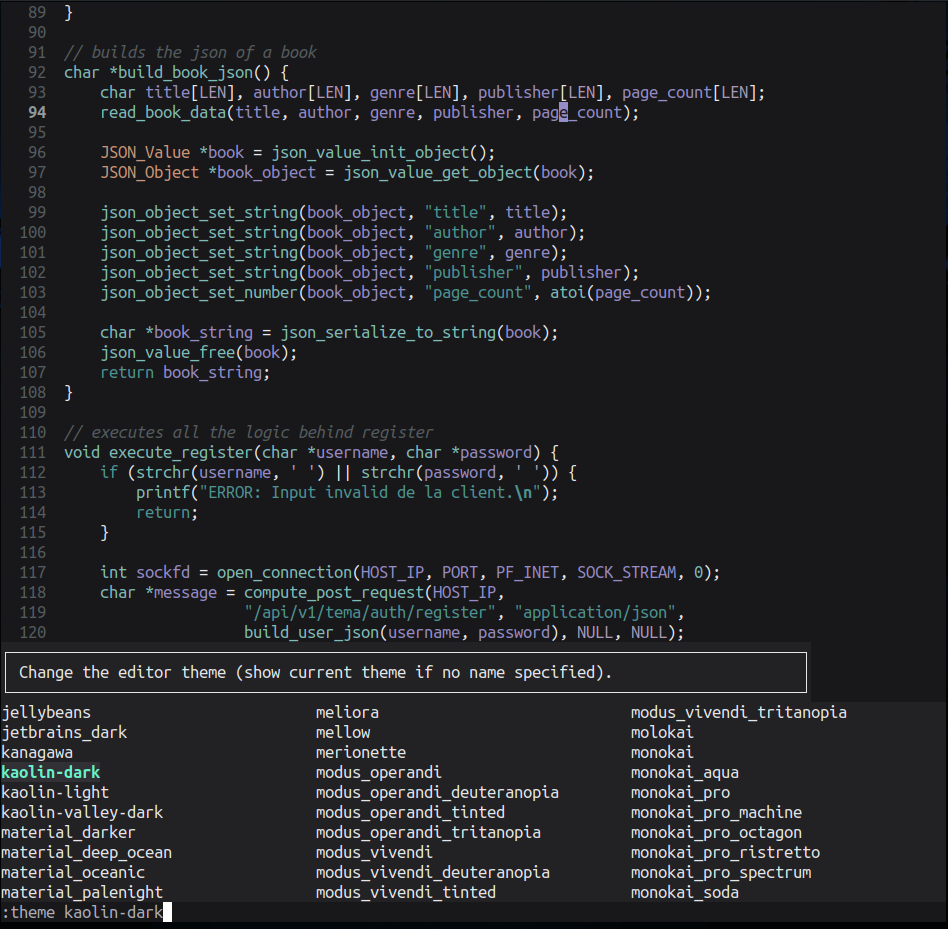 89  }
90
91  // builds the json of a book
92  char *build_book_json() {
93      char title[LEN], author[LEN], genre[LEN], publisher[LEN], page_count[LEN];
94      read_book_data(title, author, genre, publisher, page_count);
95
96      JSON_Value *book = json_value_init_object();
97      JSON_Object *book_object = json_value_get_object(book);
98
99      json_object_set_string(book_object, "title", title);
100     json_object_set_string(book_object, "author", author);
101     json_object_set_string(book_object, "genre", genre);
102     json_object_set_string(book_object, "publisher", publisher);
103     json_object_set_number(book_object, "page_count", atoi(page_count));
104
105     char *book_string = json_serialize_to_string(book);
106     json_value_free(book);
107     return book_string;
108 }
109
110 // executes all the logic behind register
111 void execute_register(char *username, char *password) {
112     if (strchr(username, ' ') || strchr(password, ' ')) {
113         printf("ERROR: Input invalid de la client.\n");
114         return;
115     }
116
117     int sockfd = open_connection(HOST_IP, PORT, PF_INET, SOCK_STREAM, 0);
118     char *message = compute_post_request(HOST_IP,
119                     "/api/v1/tema/auth/register", "application/json",
120                     build_user_json(username, password), NULL, NULL);
Change the editor theme (show current theme if no name specified).
jellybeans meliora modus_vivendi_tritanopia
jetbrains_dark mellow molokai
kanagawa merionette monokai
kaolin-dark modus_operandi monokai_aqua
kaolin-light modus_operandi_deuteranopia monokai_pro
kaolin-valley-dark modus_operandi_tinted monokai_pro_machine
material_darker modus_operandi_tritanopia monokai_pro_octagon
material_deep_ocean modus_vivendi monokai_pro_ristretto
material_oceanic modus_vivendi_deuteranopia monokai_pro_spectrum
material_palenight modus_vivendi_tinted monokai_soda
:theme kaolin-dark